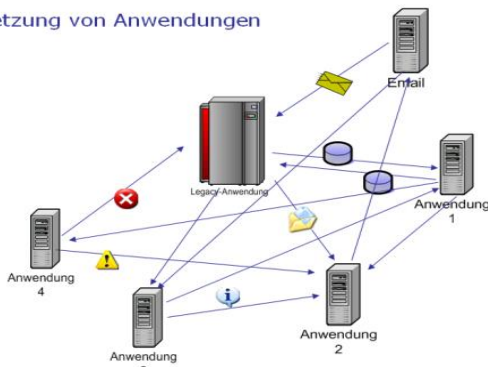 etzung von Anwendungen
Email
Legacy-Anwendung
Anwendung
1
Anwendung
4
Anwendung
2
Anwendung